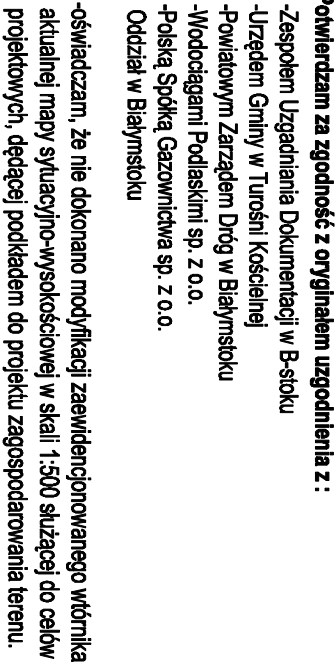 Potwierdzam za zgodność z oryginałem uzgodnienia z :
-Zespołem Uzgadniania Dokumentacji w B-stoku
-Urzędem Gminy w Turośni Kościelnej
-Powiatowym Zarządem Dróg w Białymstoku
-Wodociągami Podlaskimi sp. z o.o.
-Polską Spółką Gazownictwa sp. z o.o.
Oddział w Białymstoku
-oświadczam, że nie dokonano modyfikacji zaewidencjonowanego wtórnika
aktualnej mapy sytuacyjno-wysokościowej w skali 1:500 służącej do celów
projektowych, dędącej podkładem do projektu zagospodarowania terenu.